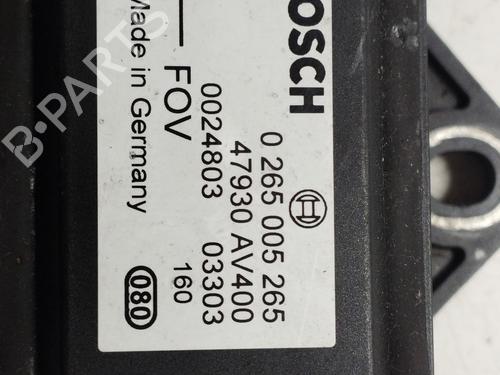 BOSCH
0 265 005 265
47930 AV400
0024803 03303
FOV 160
Made in Germany 080
B-PARTS